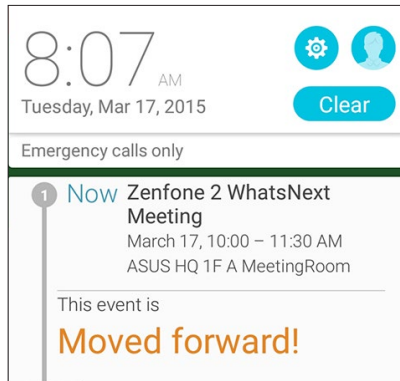 8:07 AM
Tuesday, Mar 17, 2015
Clear
Emergency calls only
1 Now Zenfone 2 WhatsNext
Meeting
March 17, 10:00 – 11:30 AM
ASUS HQ 1F A MeetingRoom
This event is
Moved forward!